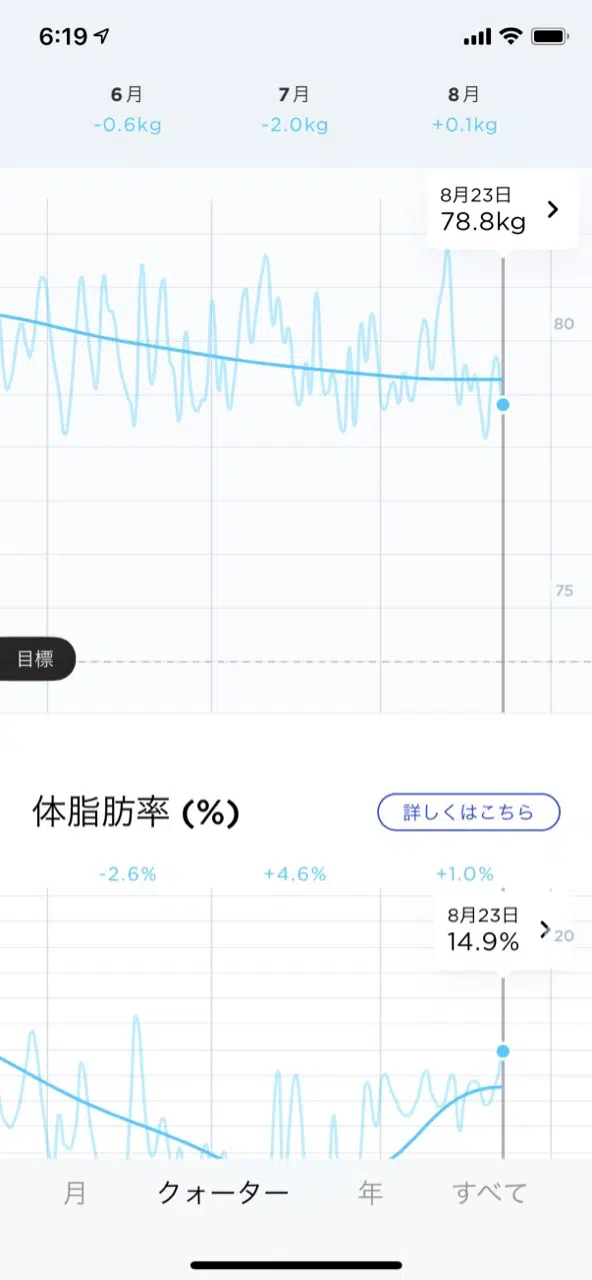 6:19
6月 7月 8月
-0.6kg -2.0kg +0.1kg
8月23日
78.8kg
80
75
目標
体脂肪率 (%)
詳しくはこちら
-2.6% +4.6% +1.0%
8月23日
14.9%
20
月 クォーター 年 すべて